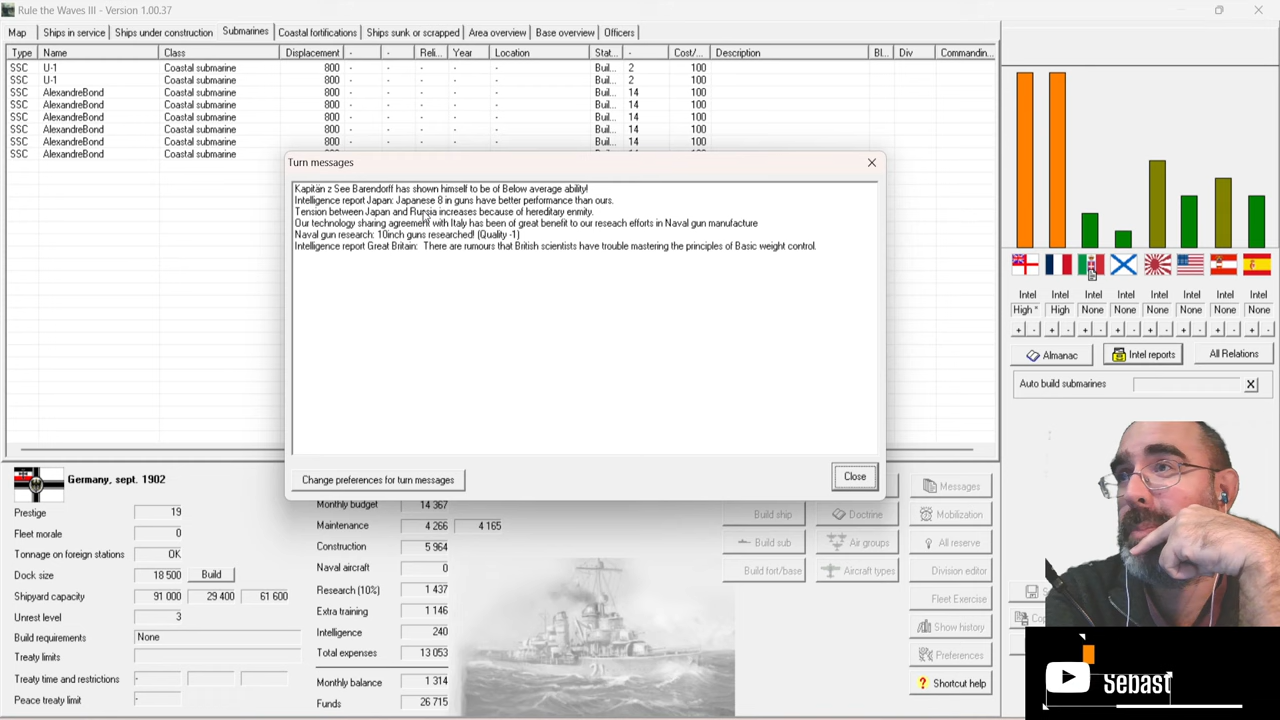 Rule the Waves III - Version 1.00.37
Map Ships in service Ships under construction Submarines Coastal fortifications Ships sunk or scrapped Area overview Base overview Officers
Type Name Class Displacement - - Reli... Year Location Stat... - Cost/... Description Bl... Div Commandin...
SSC U-1 Coastal submarine 800 - - - - - Buil... 2 100
SSC U-1 Coastal submarine 800 - - - - - Buil... 2 100
SSC AlexandreBond Coastal submarine 800 - - - - - Buil... 14 100
SSC AlexandreBond Coastal submarine 800 - - - - - Buil... 14 100
SSC AlexandreBond Coastal submarine 800 - - - - - Buil... 14 100
SSC AlexandreBond Coastal submarine 800 - - - - - Buil... 14 100
SSC AlexandreBond Coastal submarine 800 - - - - - Buil... 14 100
SSC AlexandreBond Coastal submarine 800
Turn messages
Kapitän z See Barendorff has shown himself to be of Below average ability!
Intelligence report Japan: Japanese 8 in guns have better performance than ours.
Tension between Japan and Russia increases because of hereditary enmity.
Our technology sharing agreement with Italy has been of great benefit to our reseach efforts in Naval gun manufacture
Naval gun research: 10inch guns researched! (Quality -1)
Intelligence report Great Britain: There are rumours that British scientists have trouble mastering the principles of Basic weight control.
Change preferences for turn messages Close
Intel Intel Intel Intel Intel Intel Intel Intel
High * High None None None None None None
+ - + - + - + - + - + - + - + -
Almanac Intel reports All Relations
Auto build submarines X
Germany, sept. 1902
Prestige 19
Fleet morale 0
Tonnage on foreign stations OK
Dock size 18 500 Build
Shipyard capacity 91 000 29 400 61 600
Unrest level 3
Build requirements None
Treaty limits
Treaty time and restrictions -
Peace treaty limit -
Monthly budget 14 367
Maintenance 4 266 4 165
Construction 5 964
Naval aircraft 0
Research (10%) 1 437
Extra training 1 146
Intelligence 240
Total expenses 13 053
Monthly balance 1 314
Funds 26 715
Messages
Build ship Doctrine Mobilization
Build sub Air groups All reserve
Build fort/base Aircraft types Division editor
Fleet Exercise
Show history
Preferences
? Shortcut help
Sebast